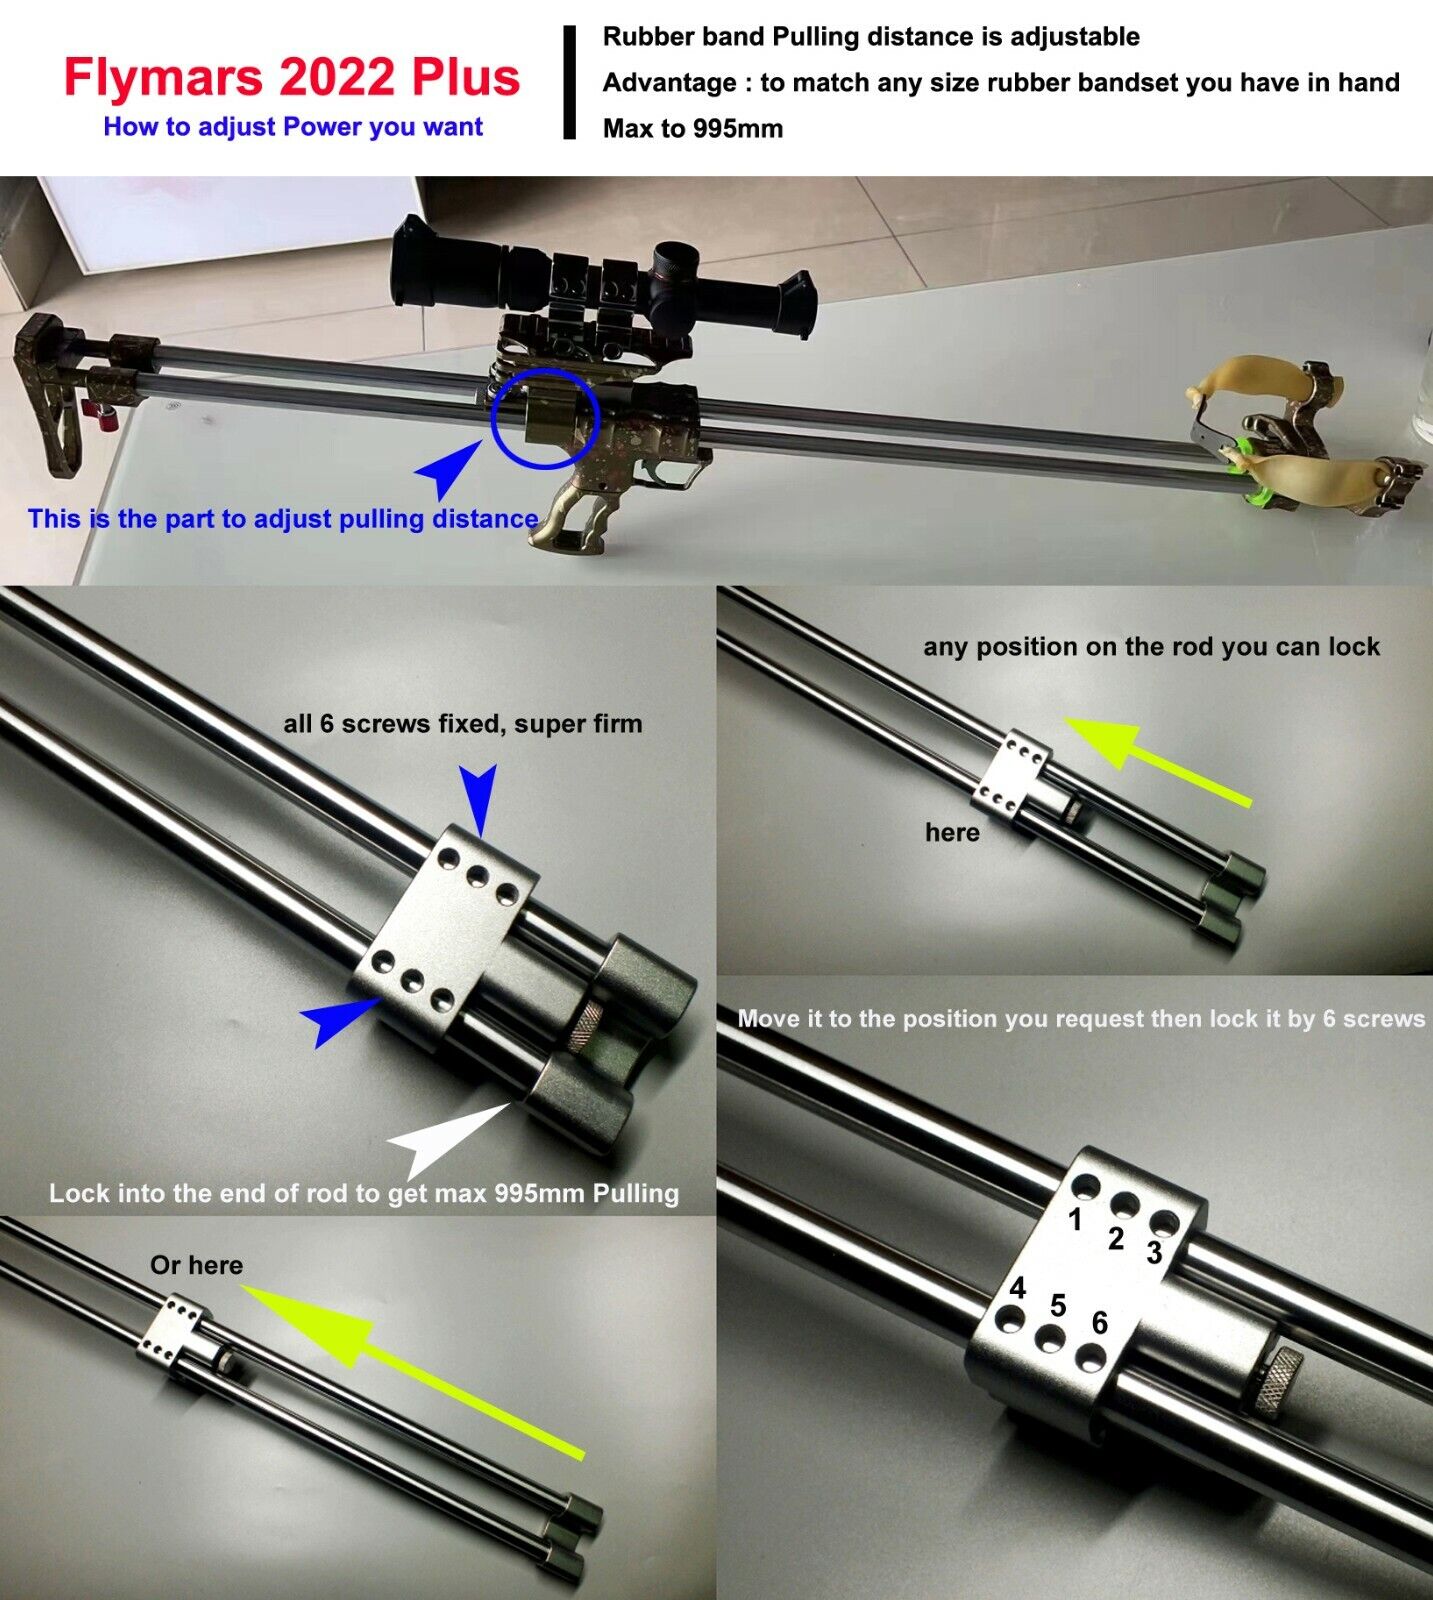 Flymars 2022 Plus
How to adjust Power you want
Rubber band Pulling distance is adjustable
Advantage : to match any size rubber bandset you have in hand
Max to 995mm
This is the part to adjust pulling distance
all 6 screws fixed, super firm
Lock into the end of rod to get max 995mm Pulling
any position on the rod you can lock
here
Move it to the position you request then lock it by 6 screws
1
2
3
4
5
6
Or here